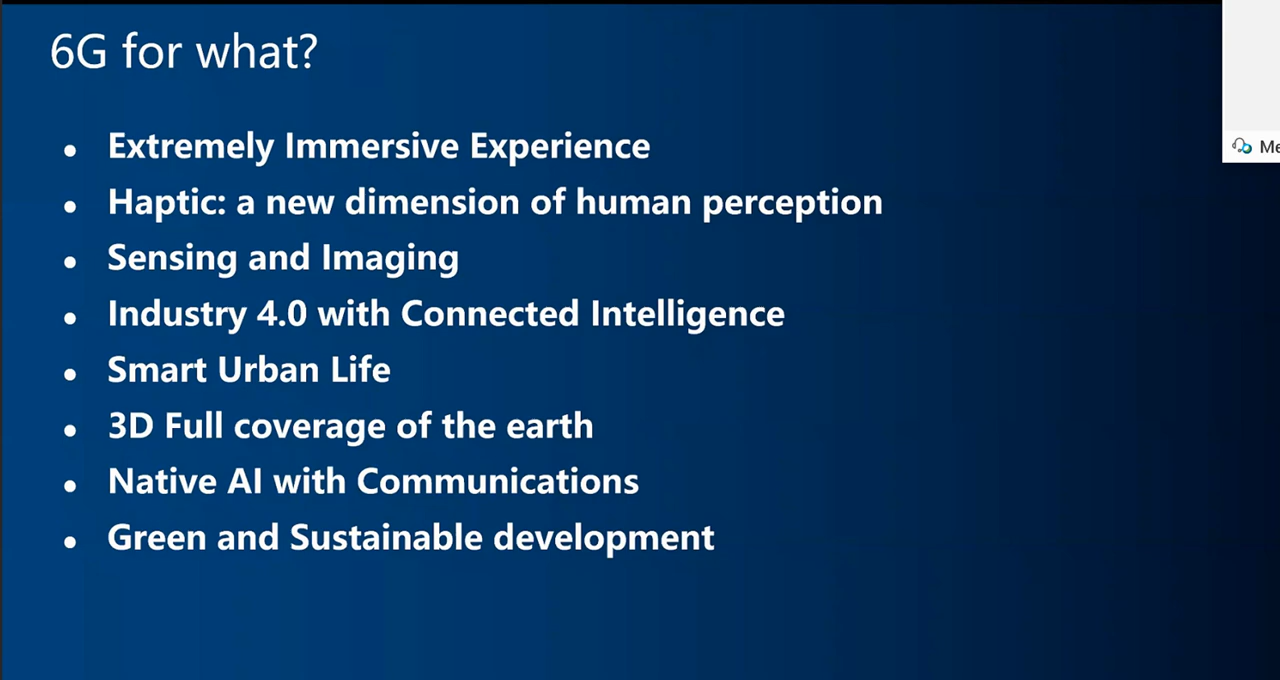 6G for what?
● Extremely Immersive Experience
● Haptic: a new dimension of human perception
● Sensing and Imaging
● Industry 4.0 with Connected Intelligence
● Smart Urban Life
● 3D Full coverage of the earth
● Native AI with Communications
● Green and Sustainable development